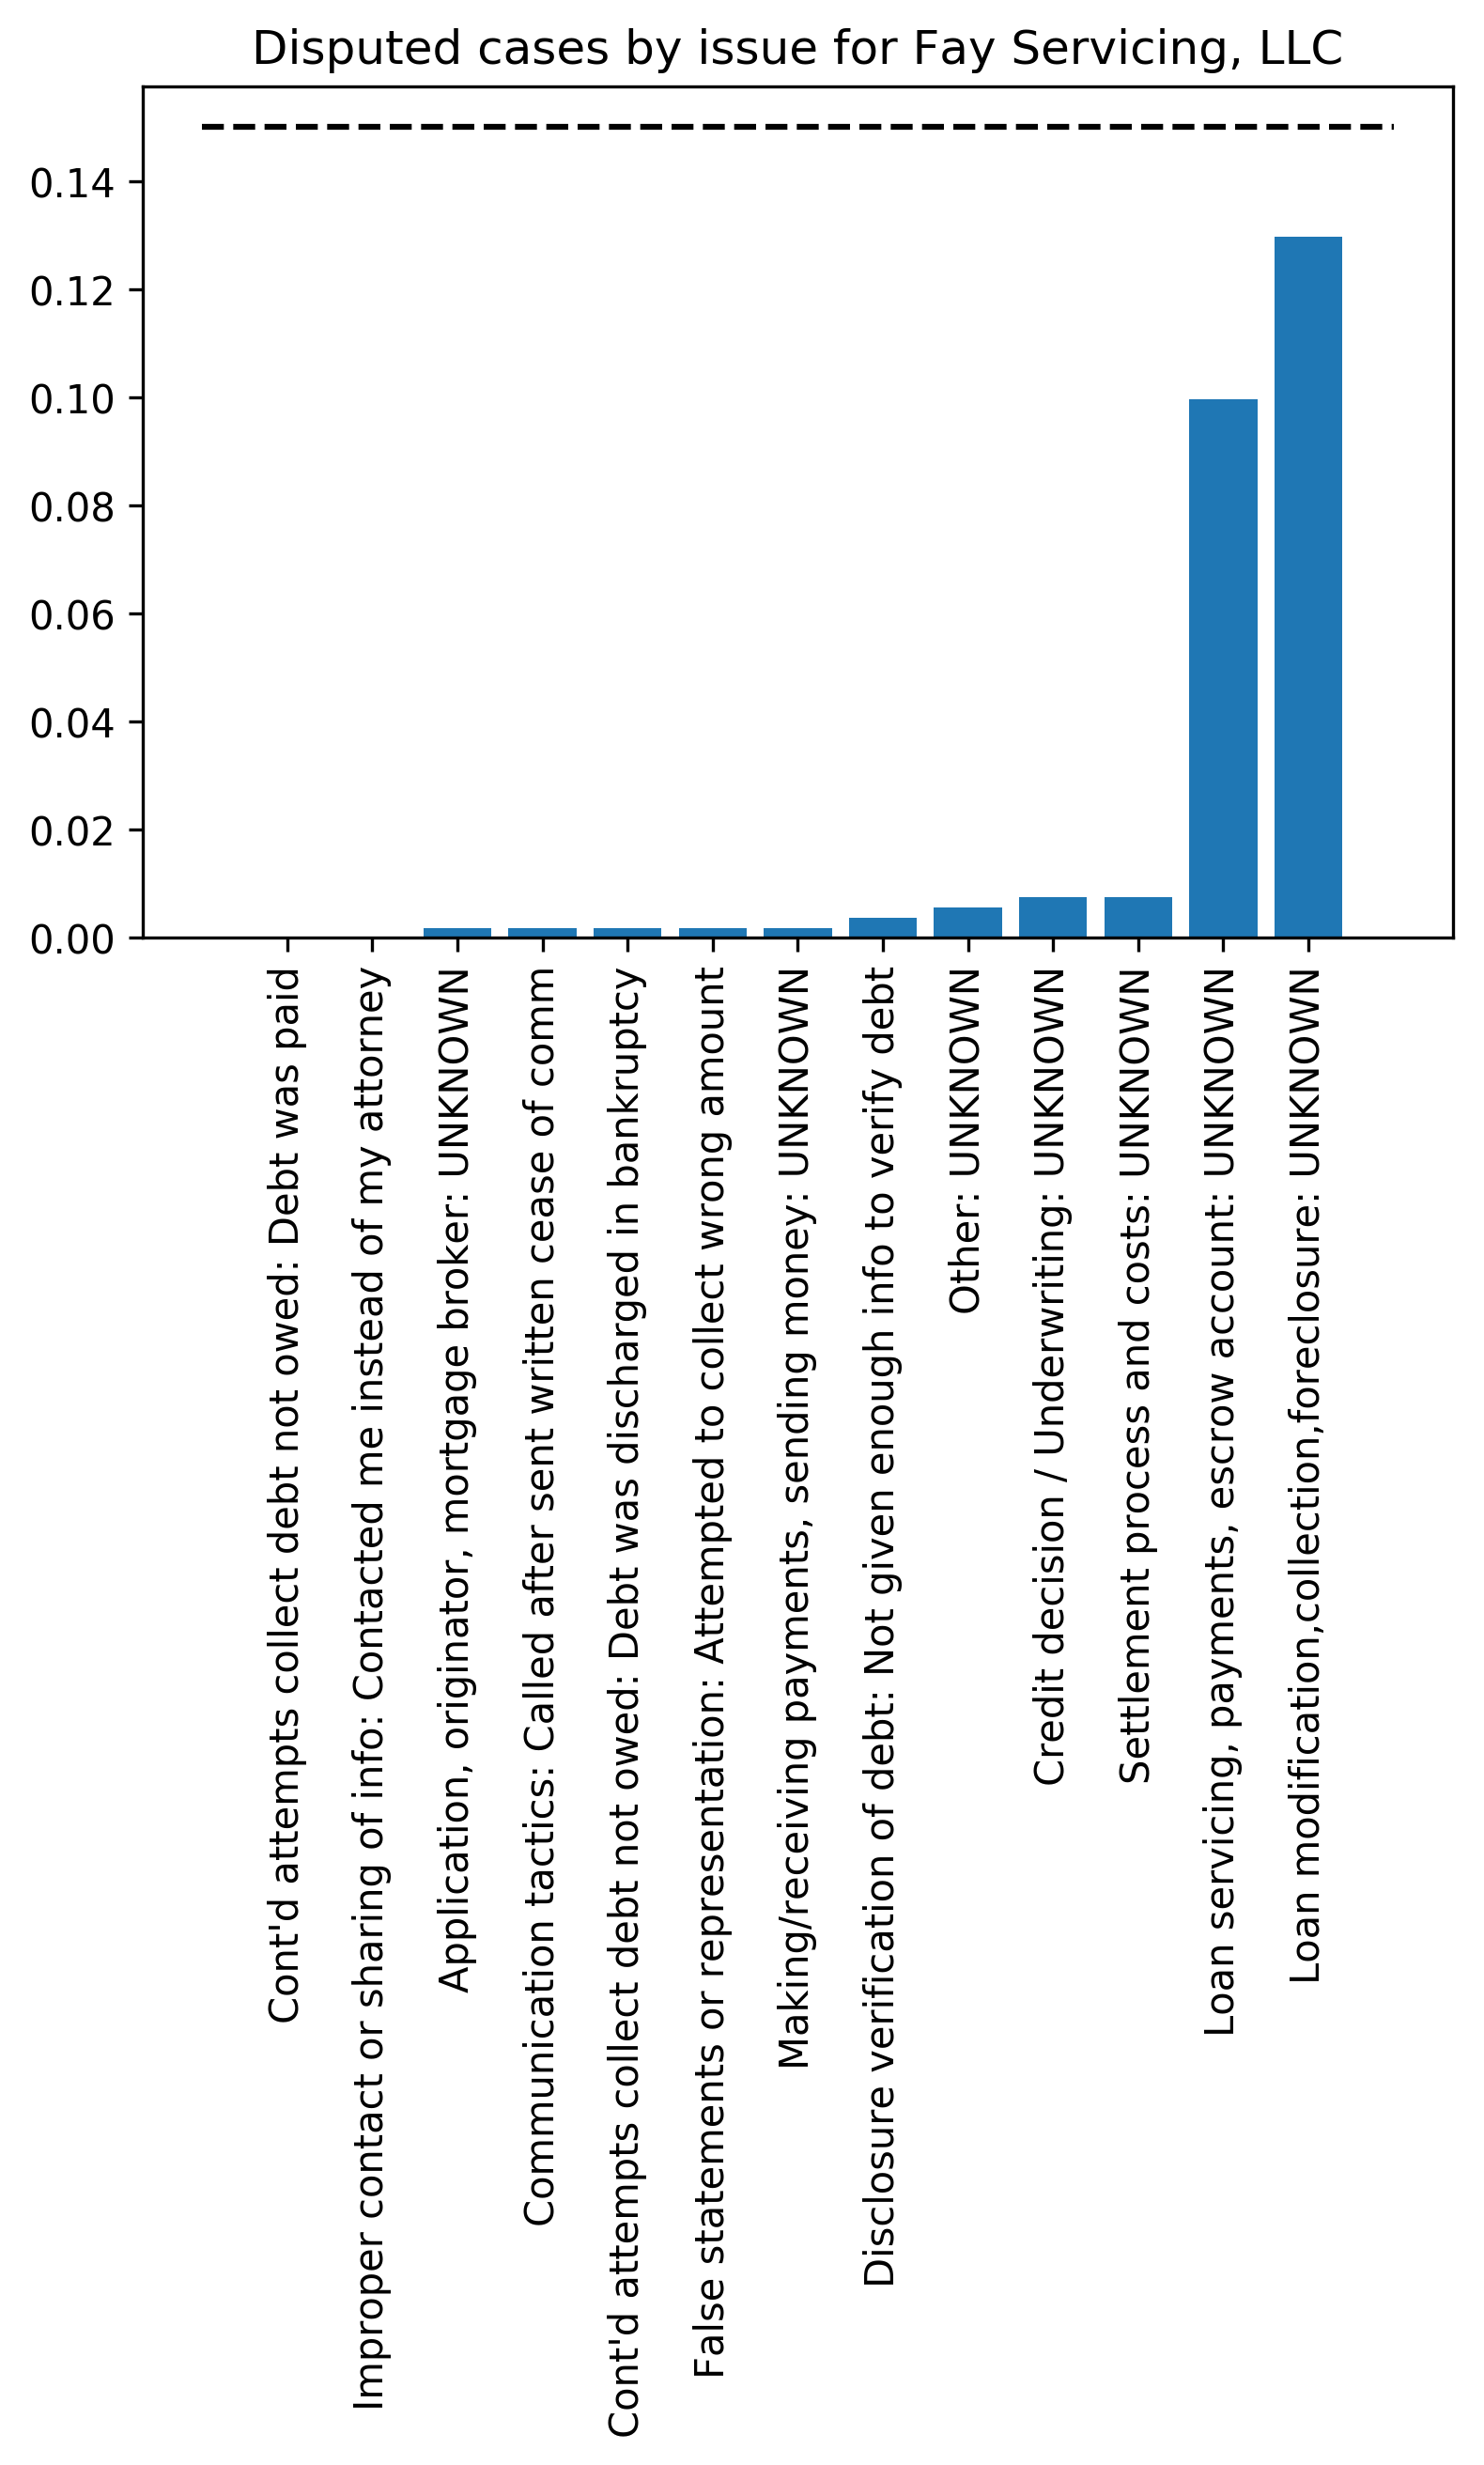 Disputed cases by issue for Fay Servicing, LLC
0.14
0.12
0.10
0.08
0.06
0.04
0.02
0.00
Cont'd attempts collect debt not owed: Debt was paid
Improper contact or sharing of info: Contacted me instead of my attorney
Application, originator, mortgage broker: UNKNOWN
Communication tactics: Called after sent written cease of comm
Cont'd attempts collect debt not owed: Debt was discharged in bankruptcy
False statements or representation: Attempted to collect wrong amount
Making/receiving payments, sending money: UNKNOWN
Disclosure verification of debt: Not given enough info to verify debt
Other: UNKNOWN
Credit decision / Underwriting: UNKNOWN
Settlement process and costs: UNKNOWN
Loan servicing, payments, escrow account: UNKNOWN
Loan modification,collection,foreclosure: UNKNOWN